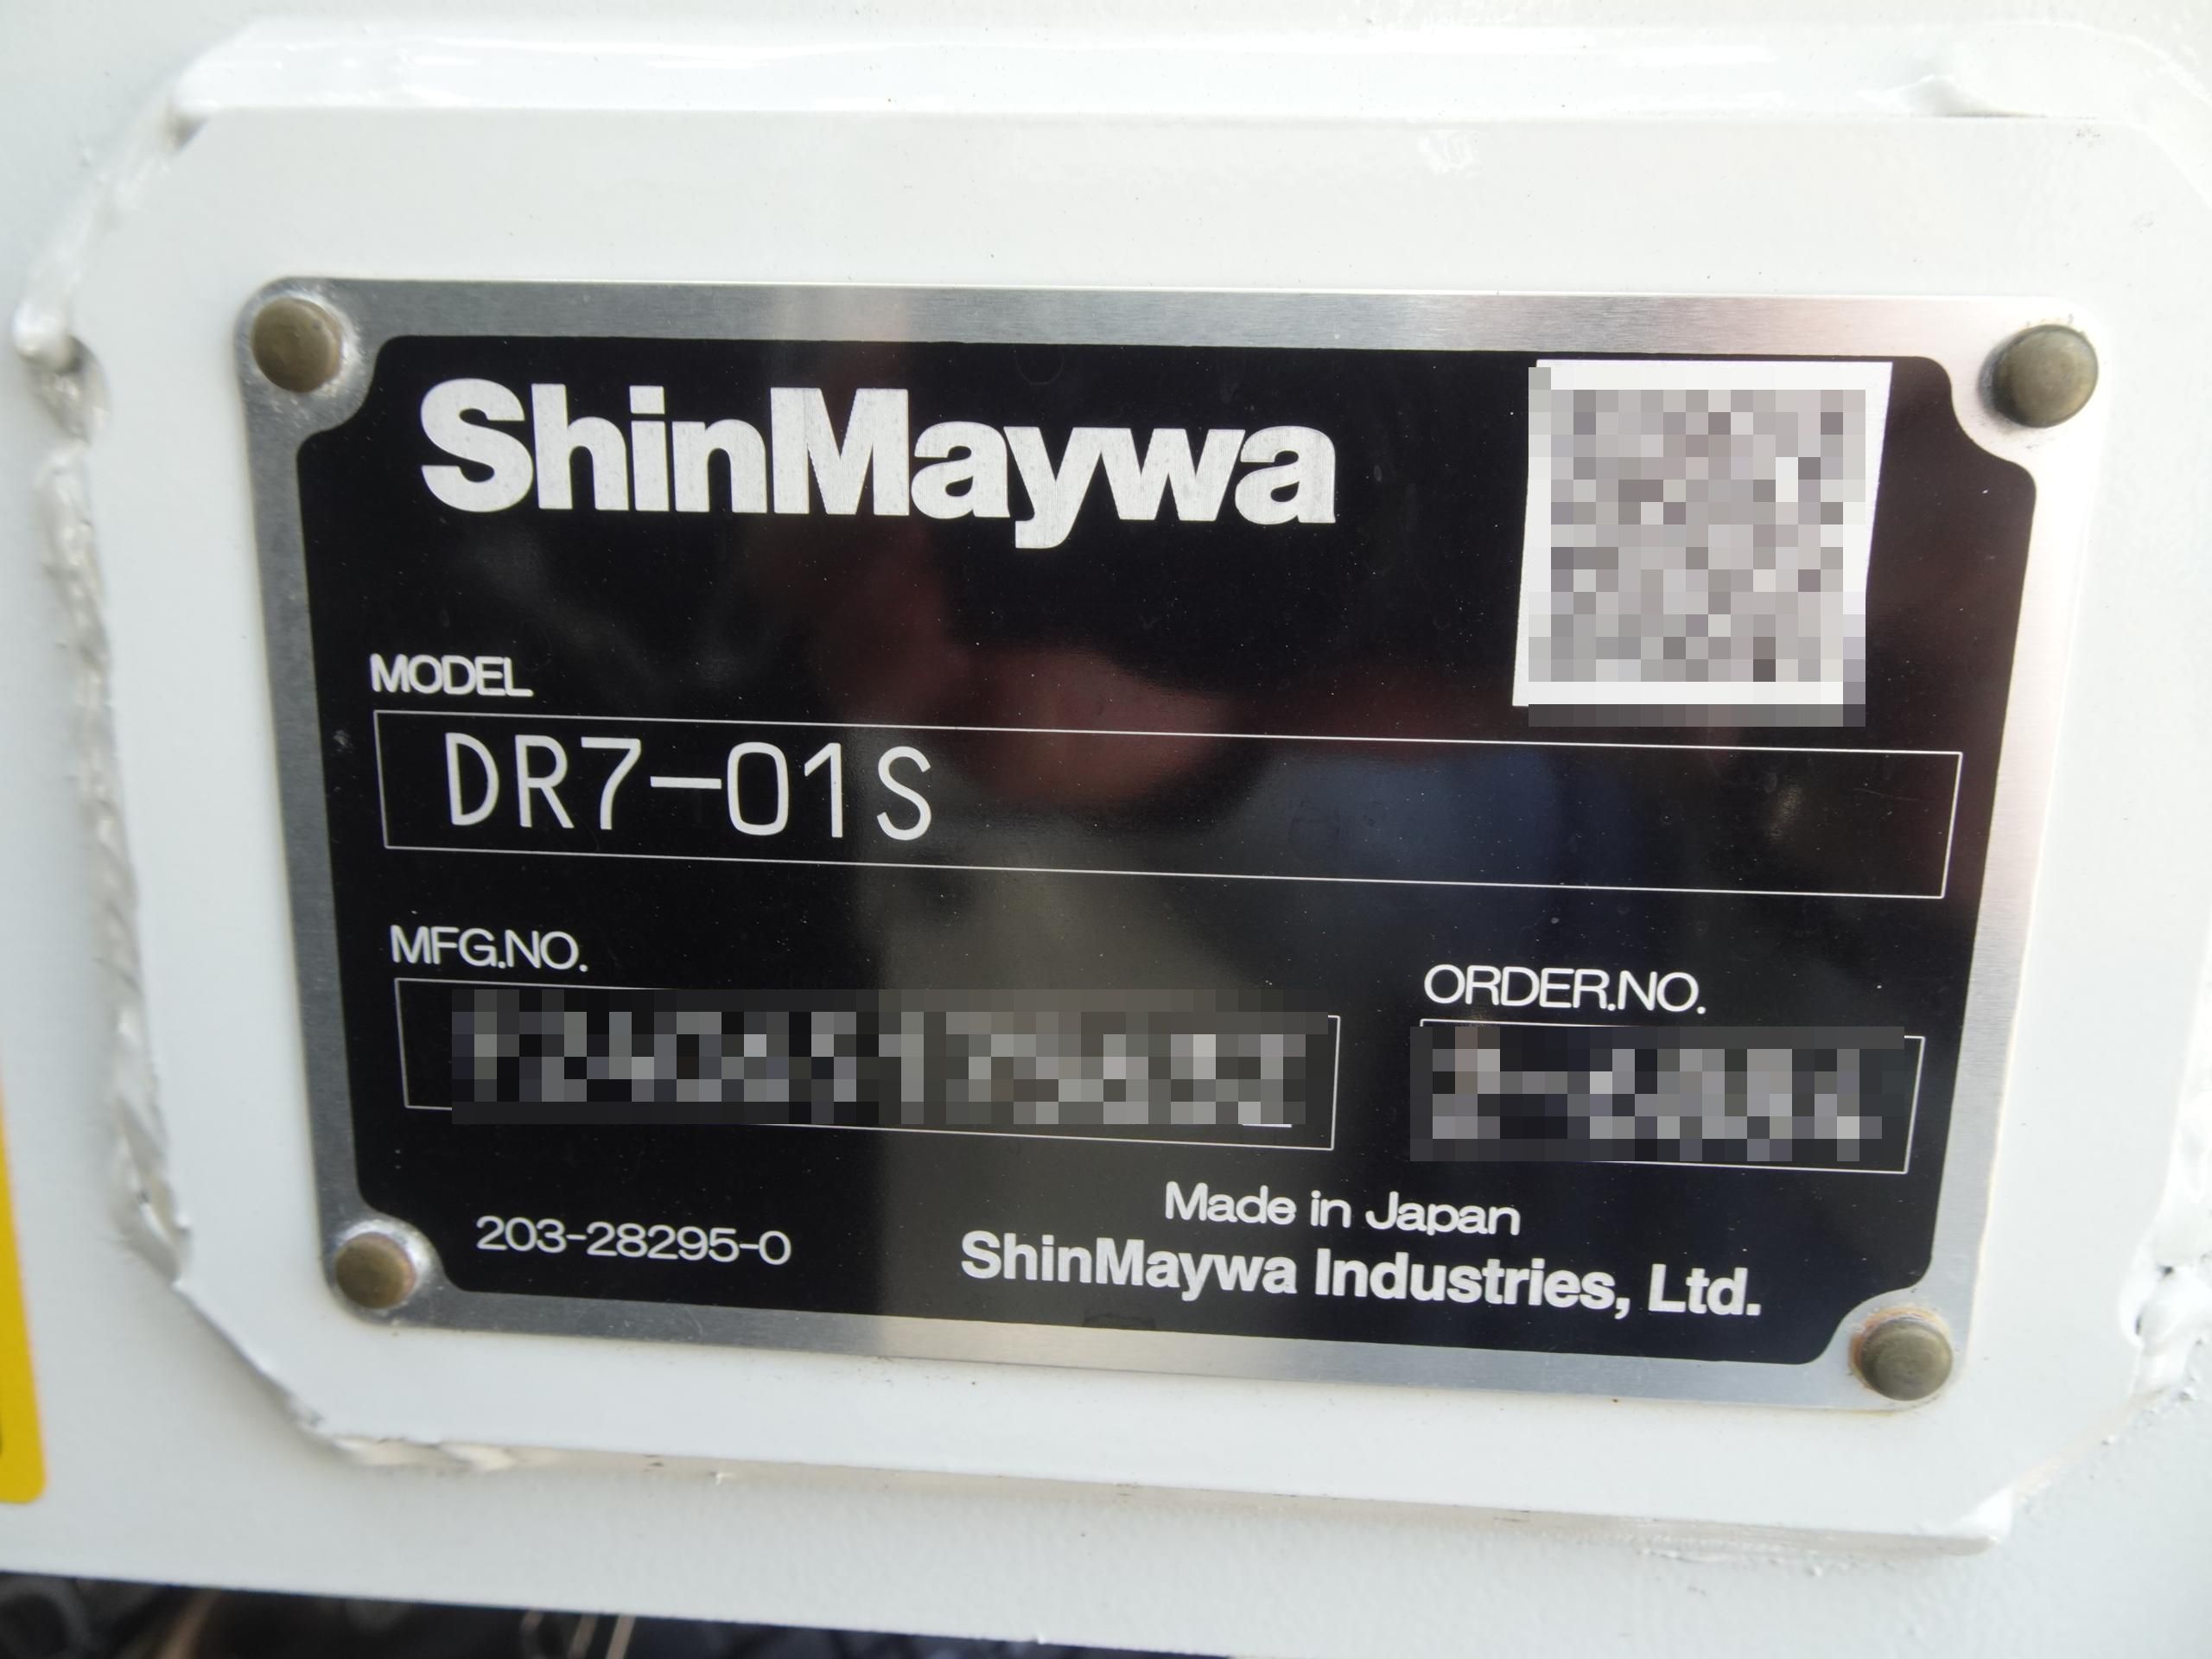 ShinMaywa
MODEL
DR7-01S
MFG.NO.
ORDER.NO.
203-28295-0
Made in Japan
ShinMaywa Industries, Ltd.